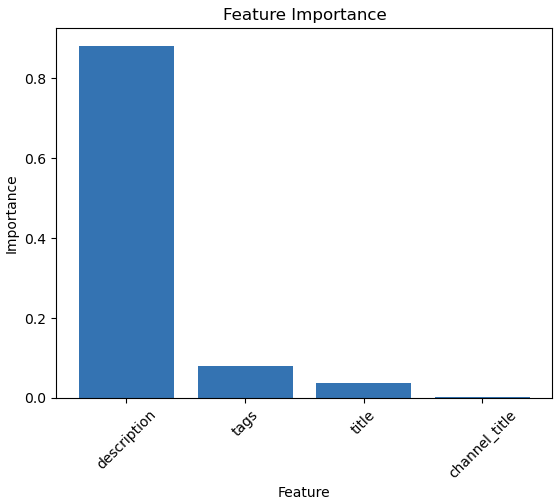 Feature Importance
Importance
0.8
0.6
0.4
0.2
0.0
description
tags
title
channel_title
Feature